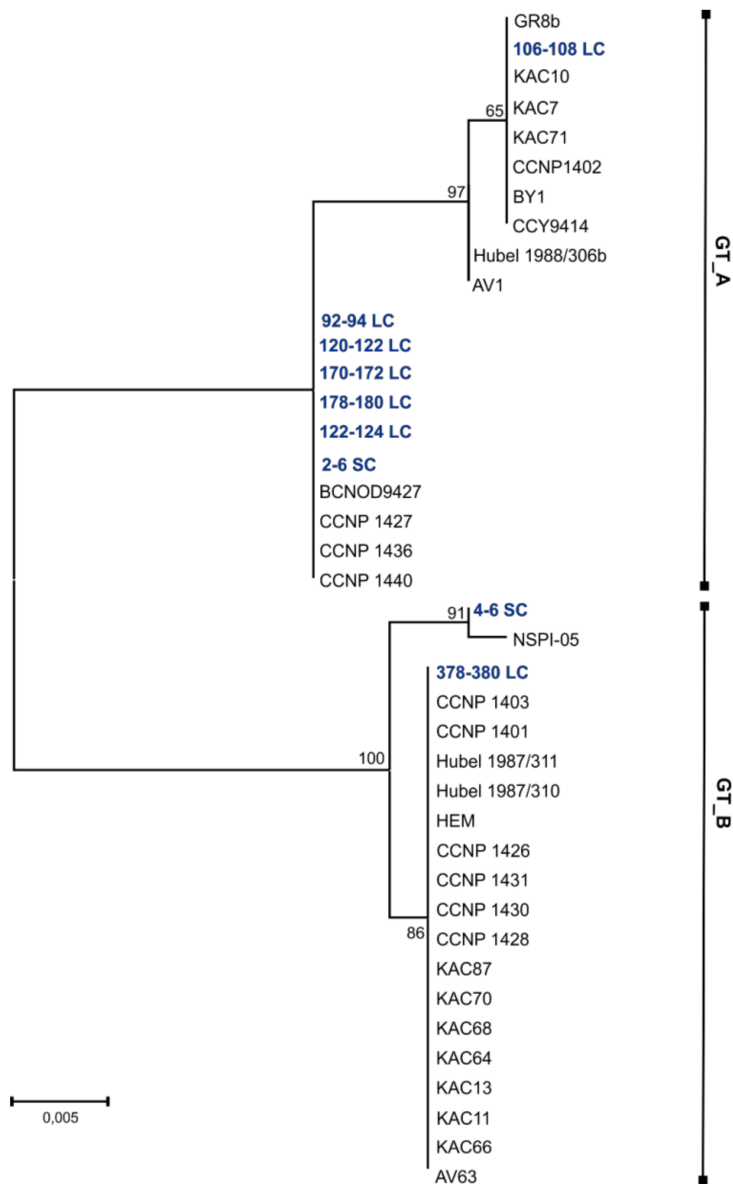 GR8b
106-108 LC
KAC10
65
KAC7
KAC71
CCNP1402
97
BY1
CCY9414
GT_A
Hubel 1988/306b
AV1
92-94 LC
120-122 LC
170-172 LC
178-180 LC
122-124 LC
2-6 SC
BCNOD9427
CCNP 1427
CCNP 1436
CCNP 1440
91
4-6 SC
NSPI-05
378-380 LC
CCNP 1403
CCNP 1401
100
Hubel 1987/311
Hubel 1987/310
GT_B
HEM
CCNP 1426
CCNP 1431
CCNP 1430
86
CCNP 1428
KAC87
KAC70
KAC68
KAC64
KAC13
KAC11
0,005
KAC66
AV63